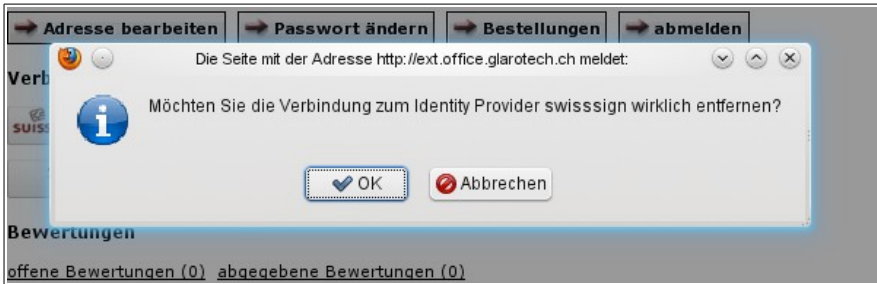 Adresse bearbeiten Passwort ändern Bestellungen abmelden
Die Seite mit der Adresse http://ext.office.glarotech.ch meldet:
Verb
Möchten Sie die Verbindung zum Identity Provider swisssign wirklich entfernen?
SUISS
OK Abbrechen
Bewertungen
offene Bewertungen (0) abgegebene Bewertungen (0)